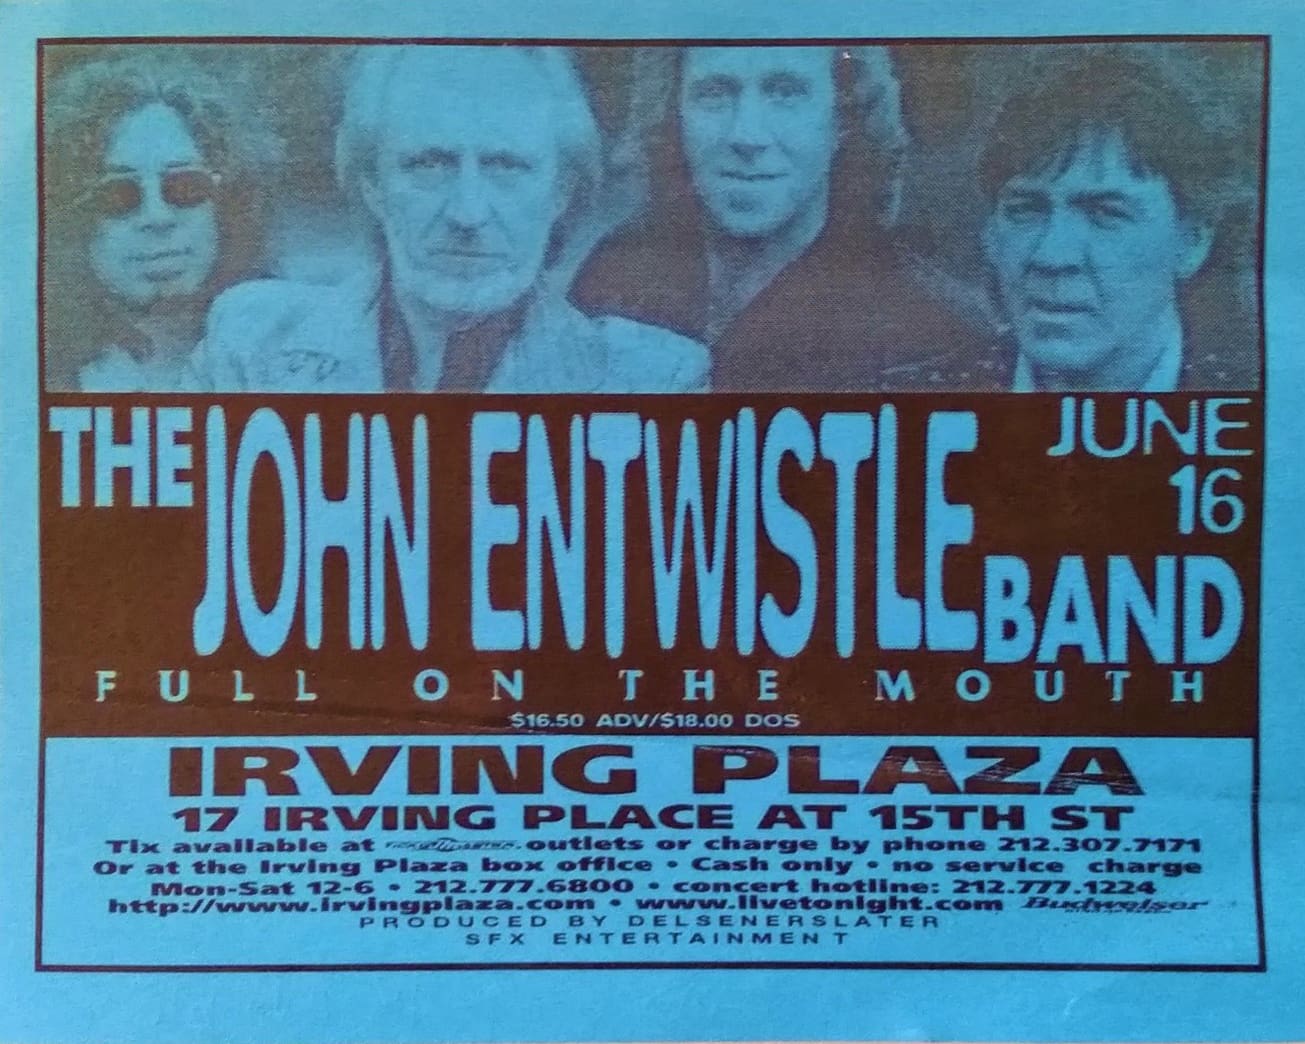 THE JOHN ENTWISTLE BAND
JUNE
16
FULL ON THE MOUTH
$16.50 ADV/$18.00 DOS
IRVING PLAZA
17 IRVING PLACE AT 15TH ST
Tix available at outlets or charge by phone 212.307.7171
Or at the Irving Plaza box office • Cash only • no service charge
Mon-Sat 12-6 • 212.777.6800 • concert hotline: 212.777.1224
http://www.irvingplaza.com • www.livetonight.com Budweiser
PRODUCED BY DELSENERSLATER
SFX ENTERTAINMENT